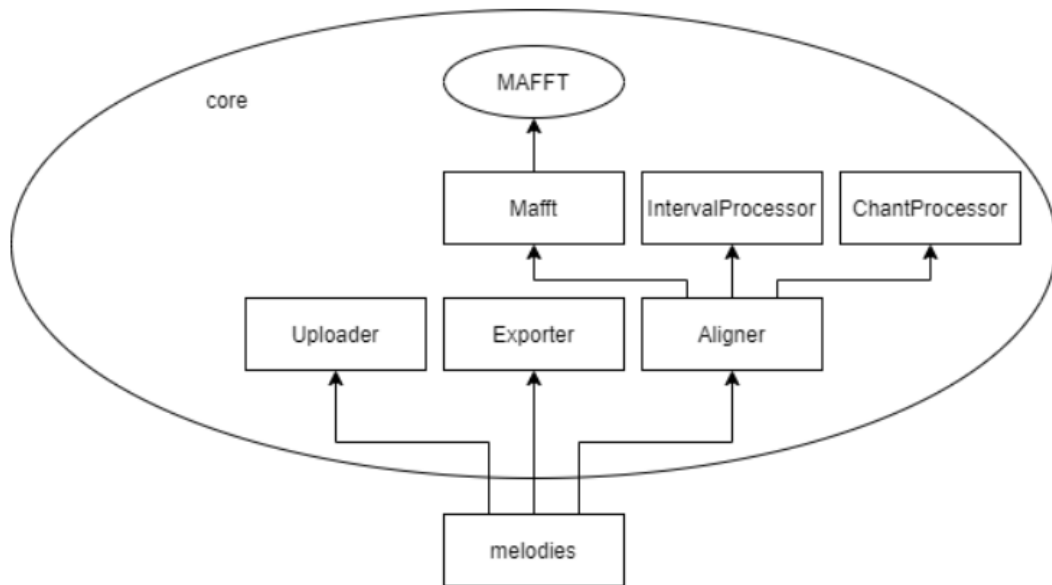 MAFFT
core
Mafft
IntervalProcessor
ChantProcessor
Uploader
Exporter
Aligner
melodies